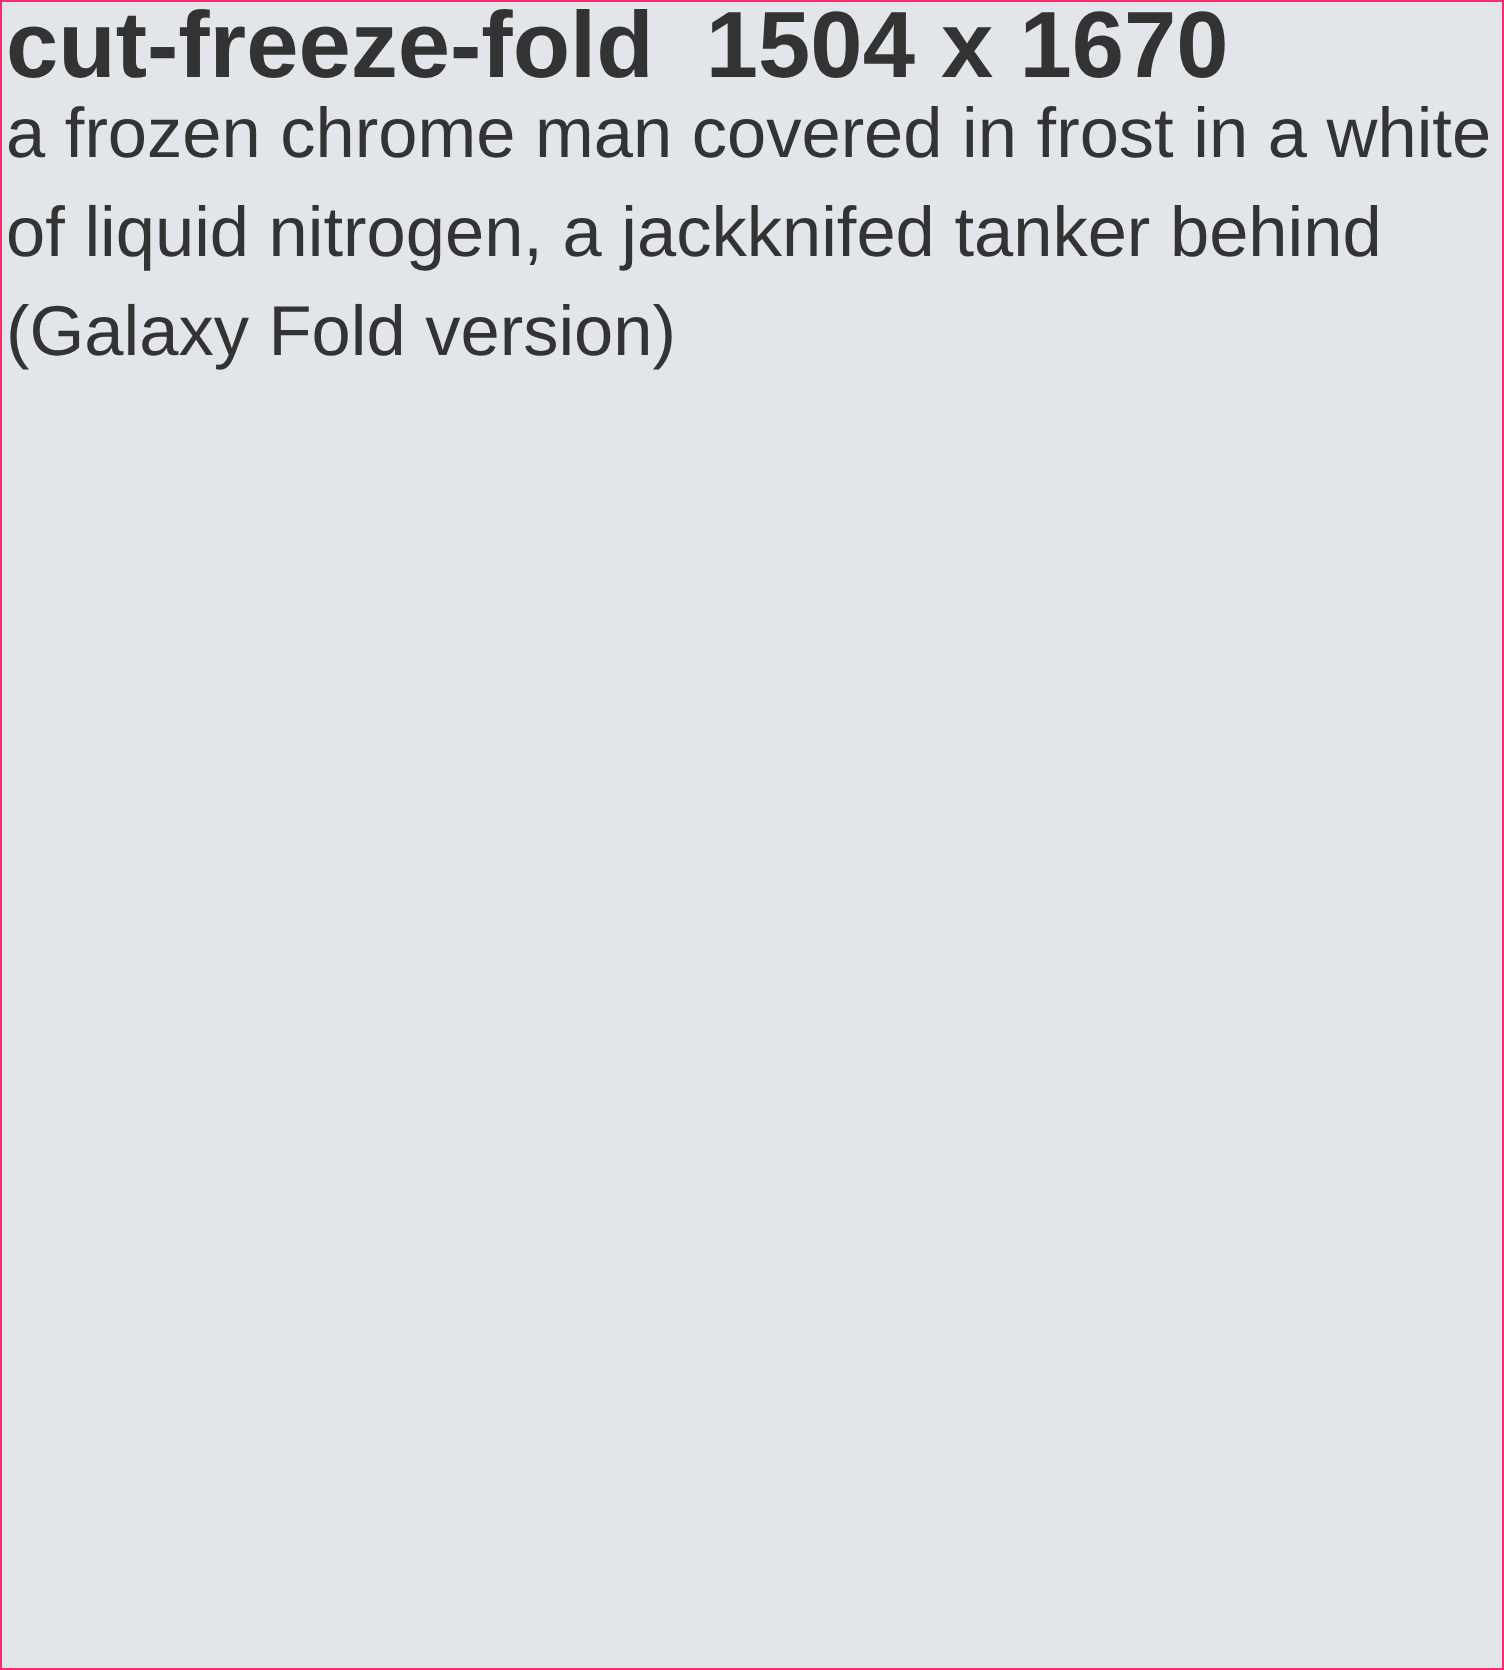 cut-freeze-fold  1504 x 1670
a frozen chrome man covered in frost in a white
of liquid nitrogen, a jackknifed tanker behind
(Galaxy Fold version)